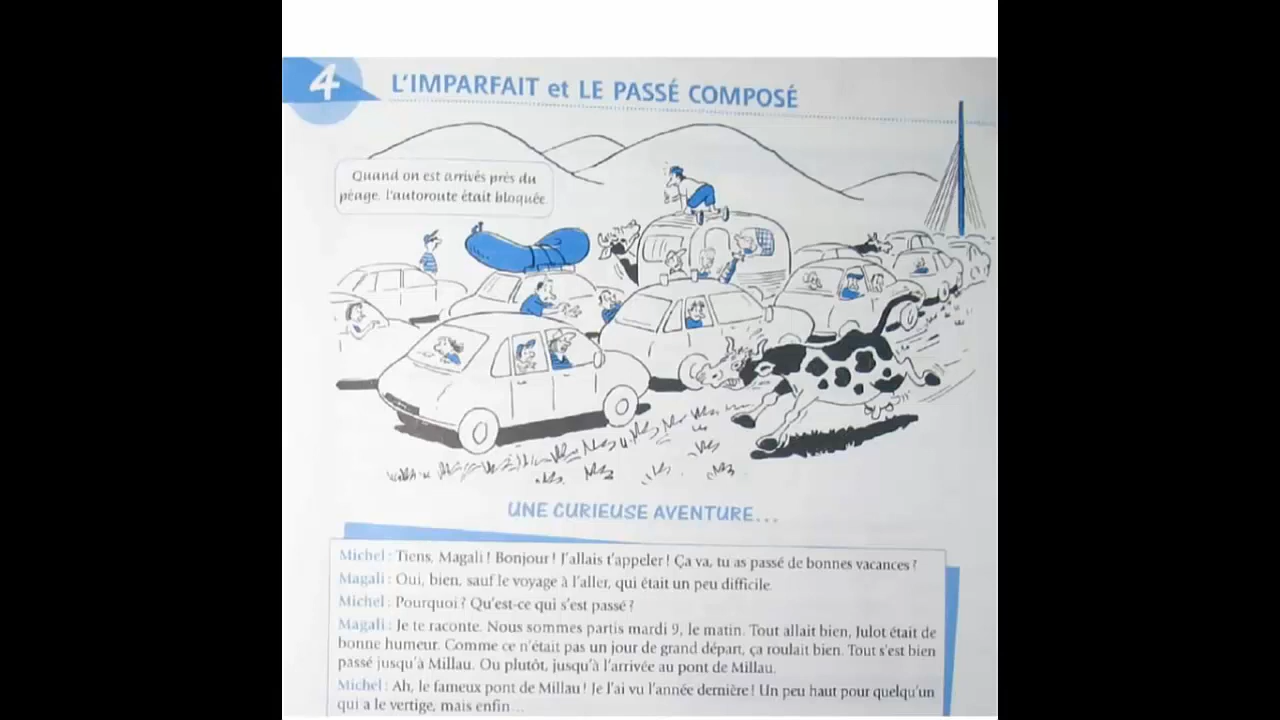 4
L'IMPARFAIT et LE PASSÉ COMPOSÉ
Quand on est arrivés près du
péage, l'autoroute était bloquée.
UNE CURIEUSE AVENTURE...
Michel : Tiens, Magali ! Bonjour ! J'allais t'appeler ! Ça va, tu as passé de bonnes vacances ?
Magali : Oui, bien, sauf le voyage à l'aller, qui était un peu difficile.
Michel : Pourquoi ? Qu'est-ce qui s'est passé ?
Magali : Je te raconte. Nous sommes partis mardi 9, le matin. Tout allait bien, Julot était de
bonne humeur. Comme ce n'était pas un jour de grand départ, ça roulait bien. Tout s'est bien
passé jusqu'à Millau. Ou plutôt, jusqu'à l'arrivée au pont de Millau.
Michel : Ah, le fameux pont de Millau ! Je l'ai vu l'année dernière ! Un peu haut pour quelqu'un
qui a le vertige, mais enfin...